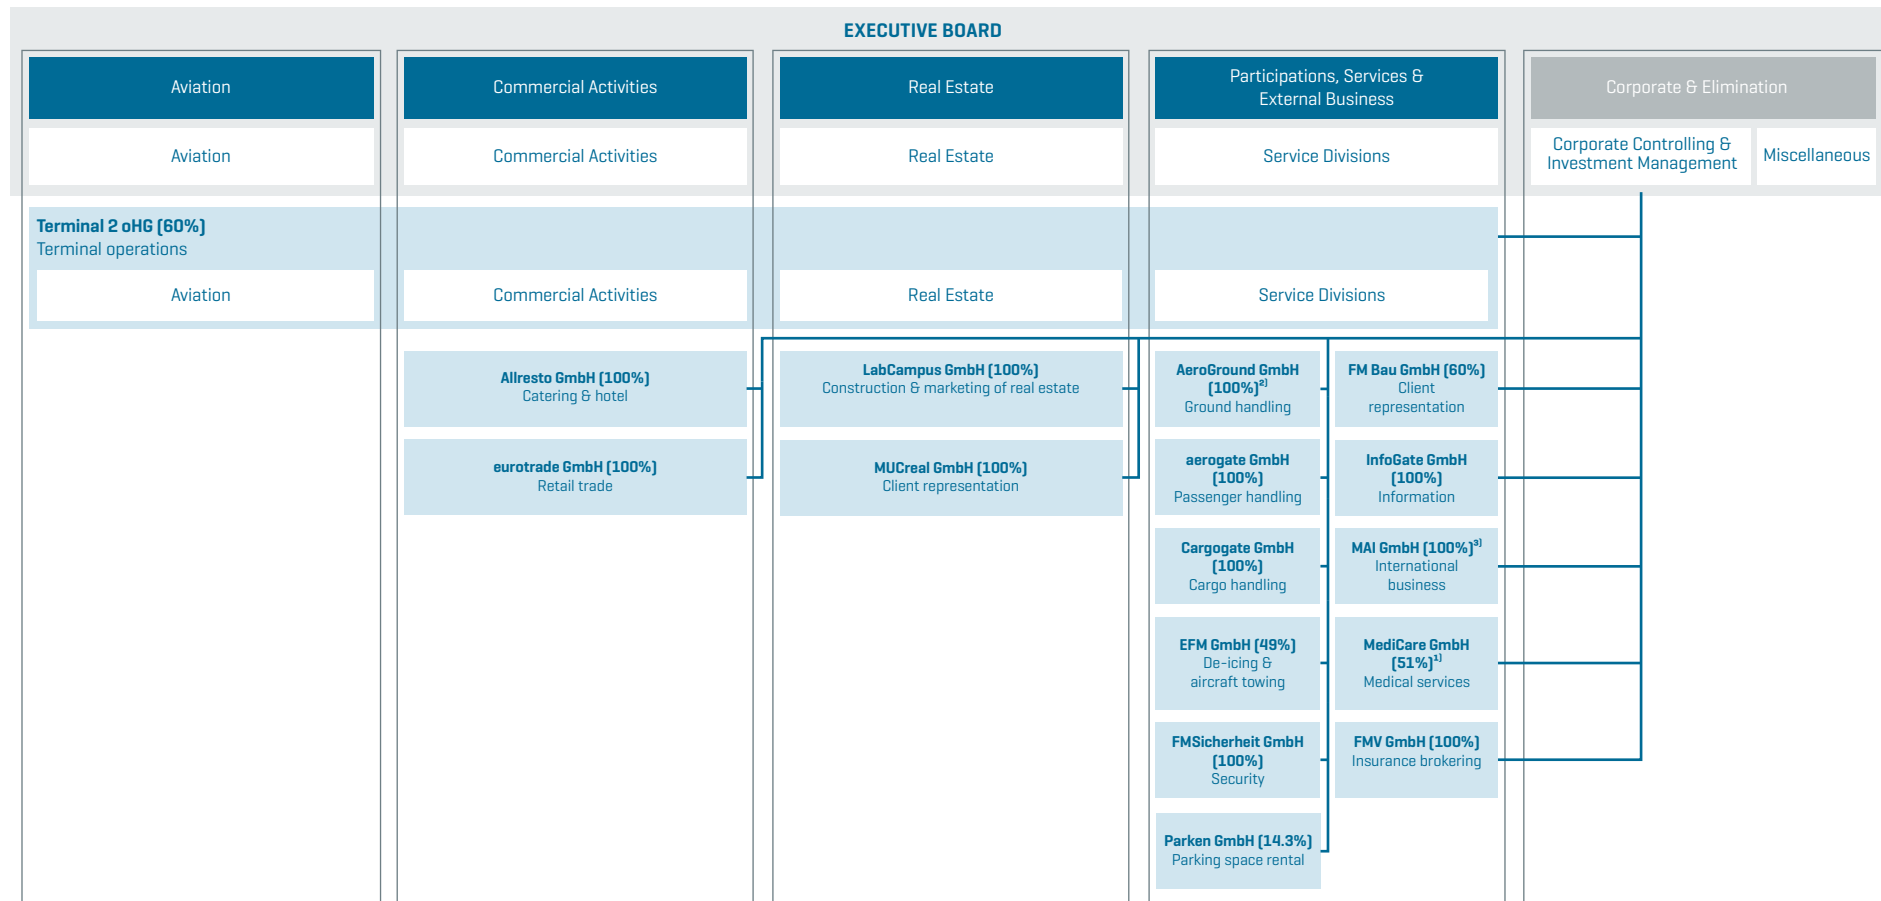 EXECUTIVE BOARD
Aviation
Commercial Activities
Real Estate
Participations, Services &
External Business
Corporate & Elimination
Aviation
Commercial Activities
Real Estate
Service Divisions
Corporate Controlling &
Investment Management
Miscellaneous
Terminal 2 oHG (60%)
Terminal operations
Aviation
Commercial Activities
Real Estate
Service Divisions
Allresto GmbH (100%)
Catering & hotel
eurotrade GmbH (100%)
Retail trade
LabCampus GmbH (100%)
Construction & marketing of real estate
MUCreal GmbH (100%)
Client representation
AeroGround GmbH
(100%)²⁾
Ground handling
FM Bau GmbH (60%)
Client
representation
aerogate GmbH
(100%)
Passenger handling
InfoGate GmbH
(100%)
Information
Cargogate GmbH
(100%)
Cargo handling
MAI GmbH (100%)³⁾
International
business
EFM GmbH (49%)
De-icing &
aircraft towing
MediCare GmbH
(51%)¹⁾
Medical services
FMSicherheit GmbH
(100%)
Security
FMV GmbH (100%)
Insurance brokering
Parken GmbH (14.3%)
Parking space rental